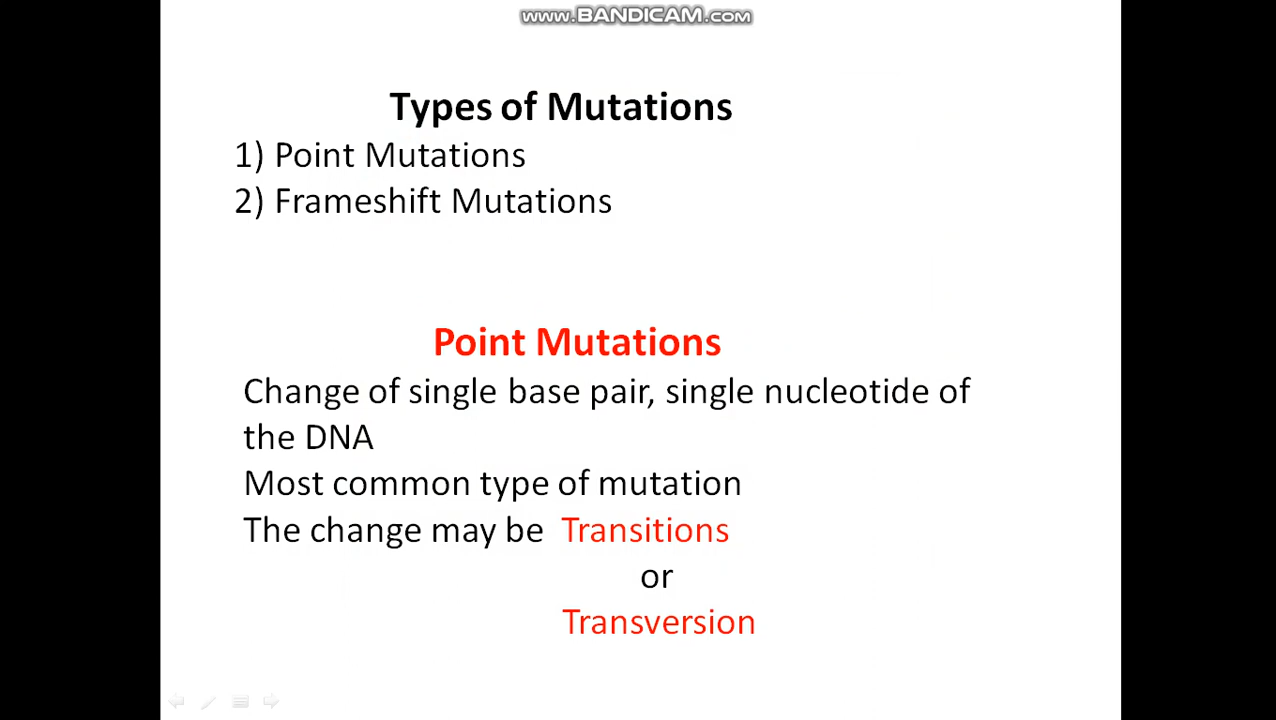 www.BANDICAM.com
Types of Mutations
1) Point Mutations
2) Frameshift Mutations
Point Mutations
Change of single base pair, single nucleotide of
the DNA
Most common type of mutation
The change may be Transitions
or
Transversion